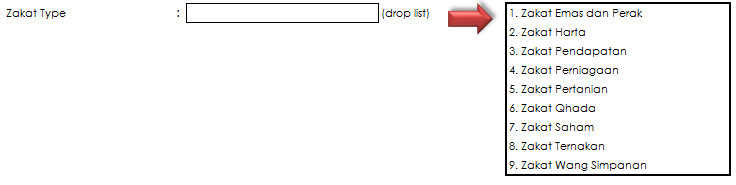 Zakat Type : (drop list)
1. Zakat Emas dan Perak
2. Zakat Harta
3. Zakat Pendapatan
4. Zakat Perniagaan
5. Zakat Pertanian
6. Zakat Qhada
7. Zakat Saham
8. Zakat Ternakan
9. Zakat Wang Simpanan